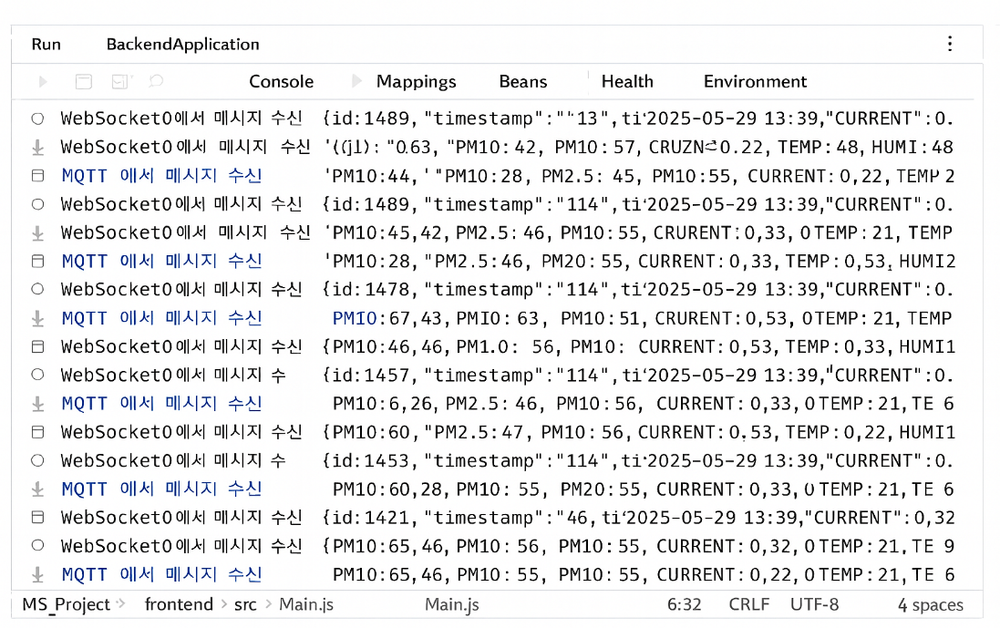 Run BackendApplication
Console Mappings Beans Health Environment
WebSocket0에서 메시지 수신 {id:1489,"timestamp":"“13",ti‘2025-05-29 13:39,"CURRENT":0.
WebSocket0에서 메시지 수신 "0.63, "PM10:42, PM10:57, 0.22, TEMP:48, HUMI:48
MQTT 에서 메시지 수신 'PM10:44, ' "PM10:28, PM2.5: 45, PM10:55, CURRENT:0,22, TEMP 2
WebSocket0에서 메시지 수신 {id:1489,"timestamp":"114",ti‘2025-05-29 13:39,"CURRENT":0.
WebSocket0에서 메시지 수신 'PM10:45,42, PM2.5: 46, PM10:55, CRURENT:0,33, 0TEMP:21, TEMP
MQTT 에서 메시지 수신 'PM10:28, "PM2.5:46, PM20:55, CURRENT:0,33, TEMP:0,53, HUMI2
WebSocket0에서 메시지 수신 {id:1478,"timestamp":"114",ti‘2025-05-29 13:39,"CURRENT":0.
MQTT 에서 메시지 수신 PMI0:67,43, PMI0: 63, PM10:51, CRURENT:0,53, 0TEMP:21, TEMP
WebSocket0에서 메시지 수신 {PM10:46,46, PM1.0: 56, PM10: CURRENT:0,53, TEMP:0,33, HUMI1
WebSocket0에서 메시지 수 {id:1457,"timestamp":"114",ti‘2025-05-29 13:39,"CURRENT":0.
MQTT 에서 메시지 수신 PM10:6,26, PM2.5: 46, PM10:56, CURRENT:0,33, 0TEMP:21, TE 6
WebSocket0에서 메시지 수신 {PM10:60, "PM2.5:47, PM10:56, CURRENT:0.53, TEMP:0,22, HUMI1
WebSocket0에서 메시지 수 {id:1453,"timestamp":"114",ti‘2025-05-29 13:39,"CURRENT":0.
MQTT 에서 메시지 수신 PM10:60,28, PM10: 55, PM20:55, CURRENT:0,33, 0TEMP:21, TE 6
WebSocket0에서 메시지 수신 {id:1421,"timestamp":"46, ti‘2025-05-29 13:39,"CURRENT":0,32
WebSocket0에서 메시지 수신 {PM10:65,46, PM10: 56, PM10:55, CURRENT:0,32, 0TEMP:21. TE 9
MQTT 에서 메시지 수신 PM10:65,46, PM10: 55, PM10:55, CURRENT:0,22, 0TEMP:21, TE 6
MS_Project > frontend > src > Main.js Main.js 6:32 CRLF UTF-8 4 spaces